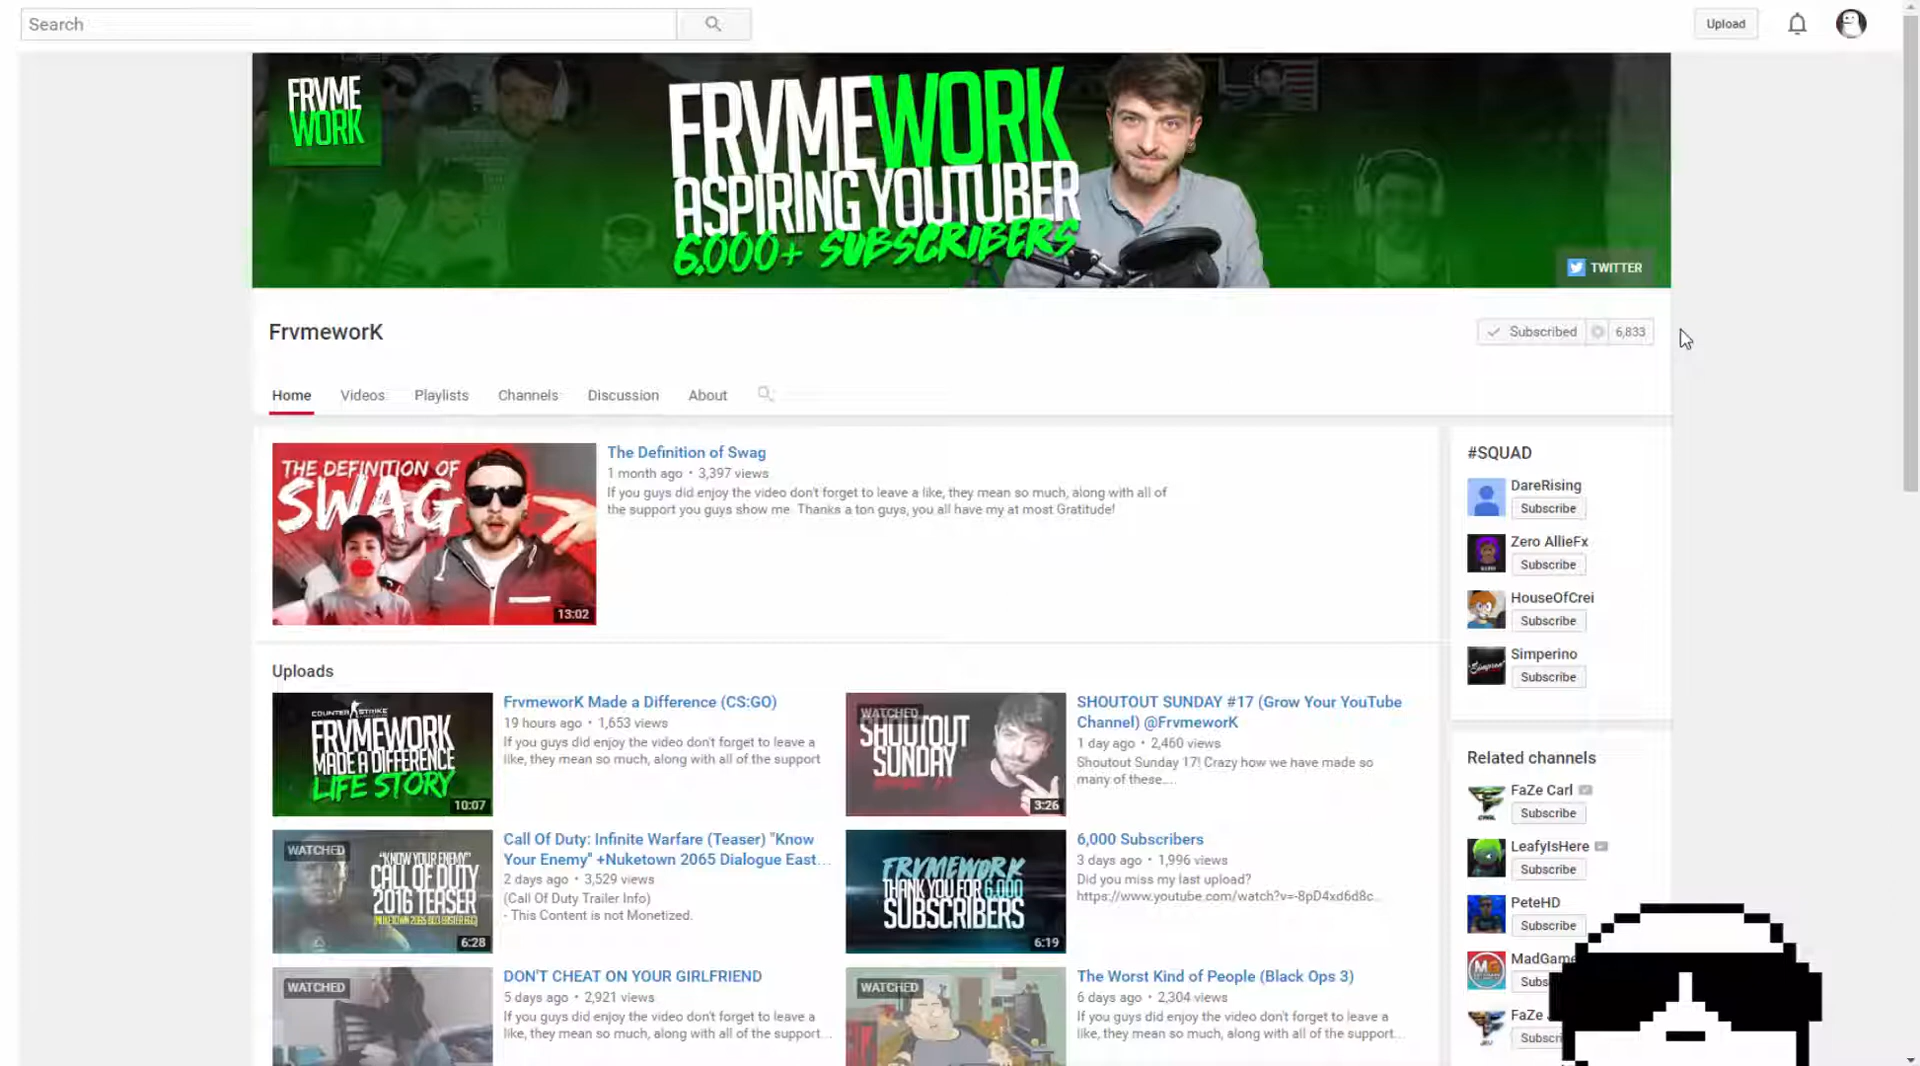 Search
Upload
FRVME
WORK
FRVMEWORK
ASPIRING YOUTUBER
6,000+ SUBSCRIBERS
TWITTER
FrvmeworK
Subscribed
6,833
Home
Videos
Playlists
Channels
Discussion
About
THE DEFINITION OF
SWAG
13:02
The Definition of Swag
1 month ago • 3,397 views
If you guys did enjoy the video don't forget to leave a like, they mean so much, along with all of
the support you guys show me. Thanks a ton guys, you all have my at most Gratitude!
Uploads
COUNTER STRIKE
FRVMEWORK
MADE A DIFFERENCE
LIFE STORY
10:07
FrvmeworK Made a Difference (CS:GO)
19 hours ago • 1,653 views
If you guys did enjoy the video don't forget to leave a
like, they mean so much, along with all of the support
WATCHED
SHOUTOUT
SUNDAY
3:26
SHOUTOUT SUNDAY #17 (Grow Your YouTube
Channel) @FrvmeworK
1 day ago • 2,460 views
Shoutout Sunday 17! Crazy how we have made so
many of these....
WATCHED
"KNOW YOUR ENEMY"
CALL OF DUTY
2016 TEASER
6:28
Call Of Duty: Infinite Warfare (Teaser) "Know
Your Enemy" +Nuketown 2065 Dialogue East...
2 days ago • 3,529 views
(Call Of Duty Trailer Info)
- This Content is not Monetized.
FRVMEWORK
THANK YOU FOR 6,000
SUBSCRIBERS
6:19
6,000 Subscribers
3 days ago • 1,996 views
Did you miss my last upload?
https://www.youtube.com/watch?v=-8pD4xd6d8c...
WATCHED
DON'T CHEAT ON YOUR GIRLFRIEND
5 days ago • 2,921 views
If you guys did enjoy the video don't forget to leave a
like, they mean so much, along with all of the support...
WATCHED
The Worst Kind of People (Black Ops 3)
6 days ago • 2,304 views
If you guys did enjoy the video don't forget to leave a
like, they mean so much, along with all of the support...
#SQUAD
DareRising
Subscribe
Zero AllieFx
Subscribe
HouseOfCrei
Subscribe
Simperino
Subscribe
Related channels
FaZe Carl
Subscribe
LeafyIsHere
Subscribe
PeteHD
Subscribe
MadGame
Subs
FaZe
Subscri